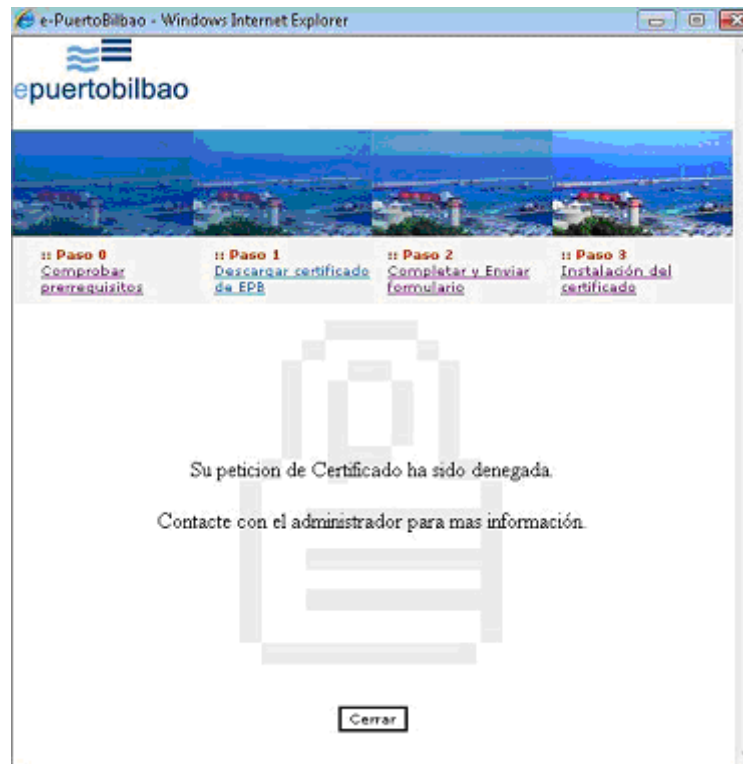 e-PuertoBilbao - Windows Internet Explorer
epuertobilbao
:: Paso 0
Comprobar
prerrequisitos
:: Paso 1
Descargar certificado
de EPB
:: Paso 2
Completar y Enviar
formulario
:: Paso 3
Instalación del
certificado
Su peticion de Certificado ha sido denegada.
Contacte con el administrador para mas información.
Cerrar